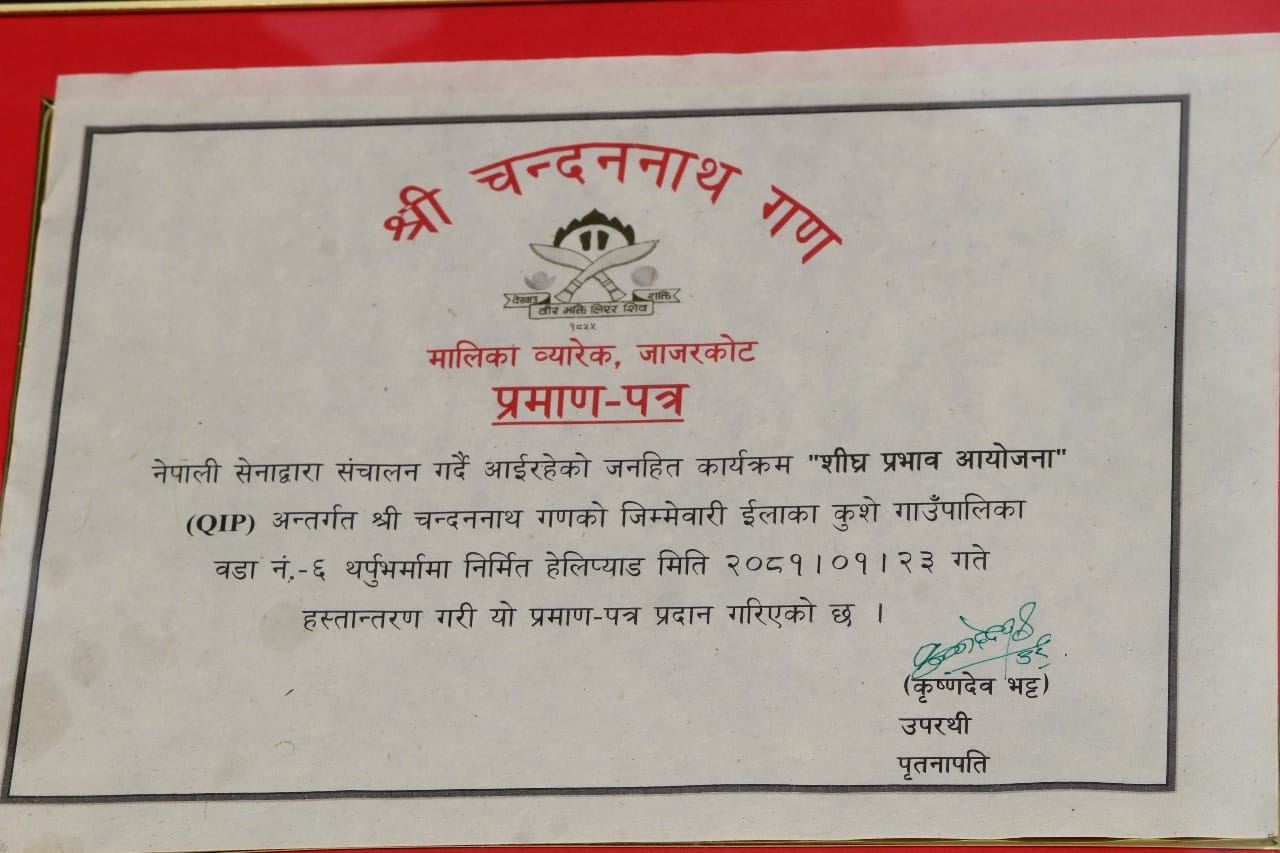 श्री चन्दननाथ गण
देखाउ
शक्ति
वीर भक्ति लिएर शिव
१८५५
मालिका व्यारेक, जाजरकोट
प्रमाण-पत्र
नेपाली सेनाद्वारा संचालन गर्दै आईरहेको जनहित कार्यक्रम "शीघ्र प्रभाव आयोजना"
(QIP) अन्तर्गत श्री चन्दननाथ गणको जिम्मेवारी ईलाका कुशे गाउँपालिका
वडा नं.-६ थर्पुभर्मामा निर्मित हेलिप्याड मिति २०८१।०१।२३ गते
हस्तान्तरण गरी यो प्रमाण-पत्र प्रदान गरिएको छ ।
(कृष्णदेव भट्ट)
उपरथी
पृतनापति